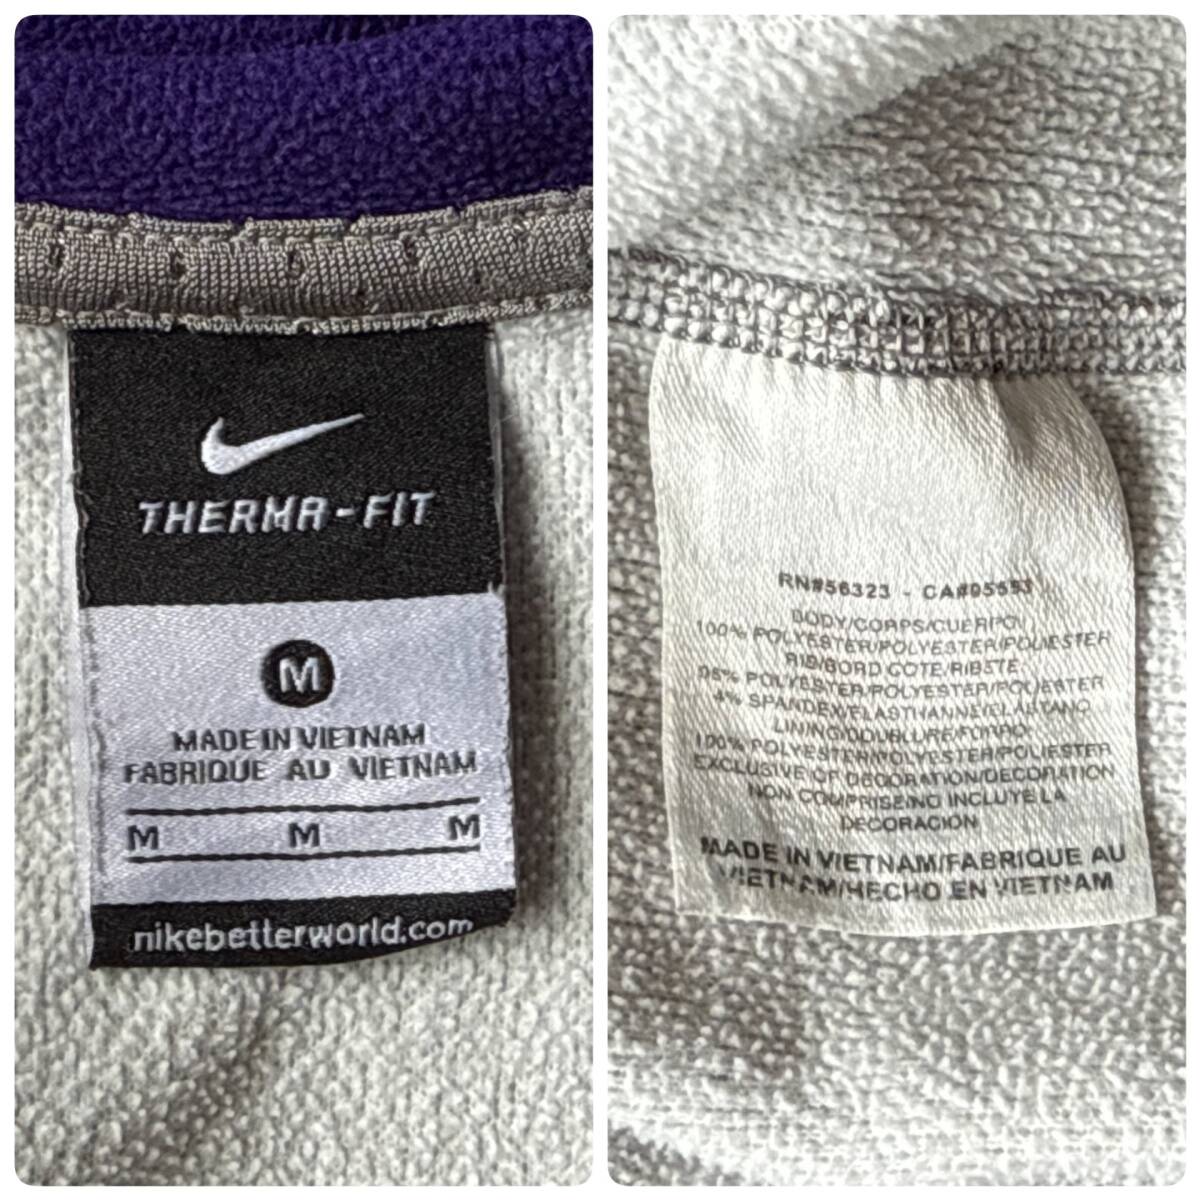 THERMA-FIT
M
MADE IN VIETNAM
FABRIQUE AU VIETNAM
M M M
nikebetterworld.com
RN#56323 - CA#05553
BODY/CORPS/CUERPO:
100% POLYESTER/POLYESTER/POLIESTER
RIB/BORD COTE/RIBETE:
96% POLYESTER/POLYESTER/POLIESTER
4% SPANDEX/ELASTHANNE/ELASTANO
LINING/DOUBLURE/FORRO:
100% POLYESTER/POLYESTER/POLIESTER
EXCLUSIVE OF DECORATION/DECORATION
NON COMPRISE/NO INCLUYE LA
DECORACION
MADE IN VIETNAM/FABRIQUE AU
VIETNAM/HECHO EN VIETNAM